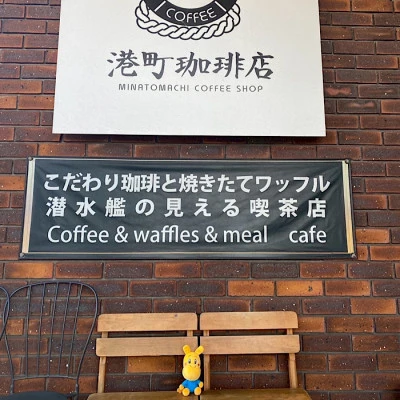 COFFEE
港町珈琲店
MINATOMACHI COFFEE SHOP
こだわり珈琲と焼きたてワッフル
潜水艦の見える喫茶店
Coffee & waffles & meal cafe